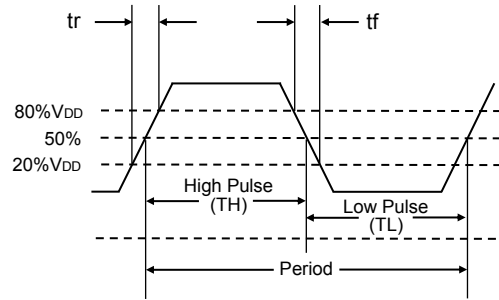 tr
tf
80%VDD
50%
20%VDD
High Pulse
(TH)
Low Pulse
(TL)
Period